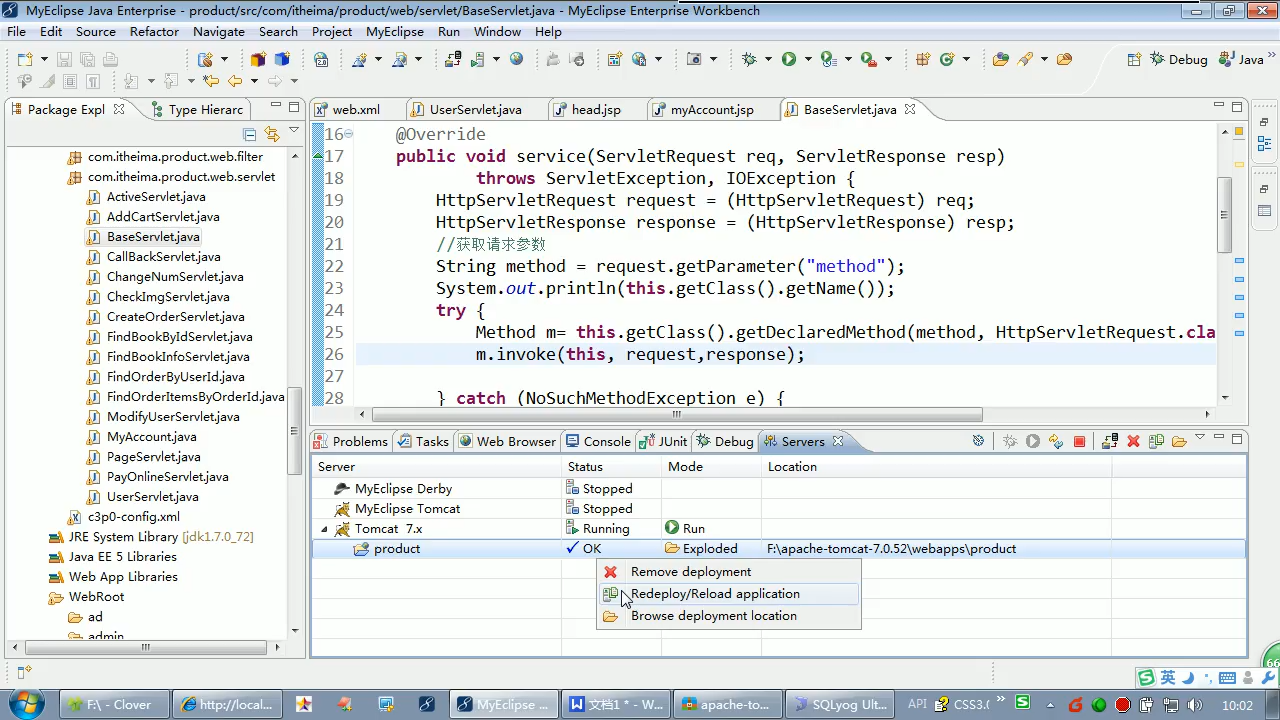 MyEclipse Java Enterprise - product/src/com/itheima/product/web/servlet/BaseServlet.java - MyEclipse Enterprise Workbench
File Edit Source Refactor Navigate Search Project MyEclipse Run Window Help
Debug Java
Package Expl Type Hierarc
web.xml UserServlet.java head.jsp myAccount.jsp BaseServlet.java
com.itheima.product.web.filter
com.itheima.product.web.servlet
ActiveServlet.java
AddCartServlet.java
BaseServlet.java
CallBackServlet.java
ChangeNumServlet.java
CheckImgServlet.java
CreateOrderServlet.java
FindBookByIdServlet.java
FindBookInfoServlet.java
FindOrderByUserId.java
FindOrderItemsByOrderId.java
ModifyUserServlet.java
MyAccount.java
PageServlet.java
PayOnlineServlet.java
UserServlet.java
c3p0-config.xml
JRE System Library [jdk1.7.0_72]
Java EE 5 Libraries
Web App Libraries
WebRoot
ad
admin
16 @Override
17 public void service(ServletRequest req, ServletResponse resp)
18 throws ServletException, IOException {
19 HttpServletRequest request = (HttpServletRequest) req;
20 HttpServletResponse response = (HttpServletResponse) resp;
21 //获取请求参数
22 String method = request.getParameter("method");
23 System.out.println(this.getClass().getName());
24 try {
25 Method m= this.getClass().getDeclaredMethod(method, HttpServletRequest.cla
26 m.invoke(this, request,response);
27
28 } catch (NoSuchMethodException e) {
Problems Tasks Web Browser Console JUnit Debug Servers
Server Status Mode Location
MyEclipse Derby Stopped
MyEclipse Tomcat Stopped
Tomcat 7.x Running Run
product OK Exploded F:\apache-tomcat-7.0.52\webapps\product
Remove deployment
Redeploy/Reload application
Browse deployment location
66
英
F:\ - Clover http://local... MyEclipse ... 文档1 * - W... apache-to... SQLyog Ult... API CSS3.0 10:02